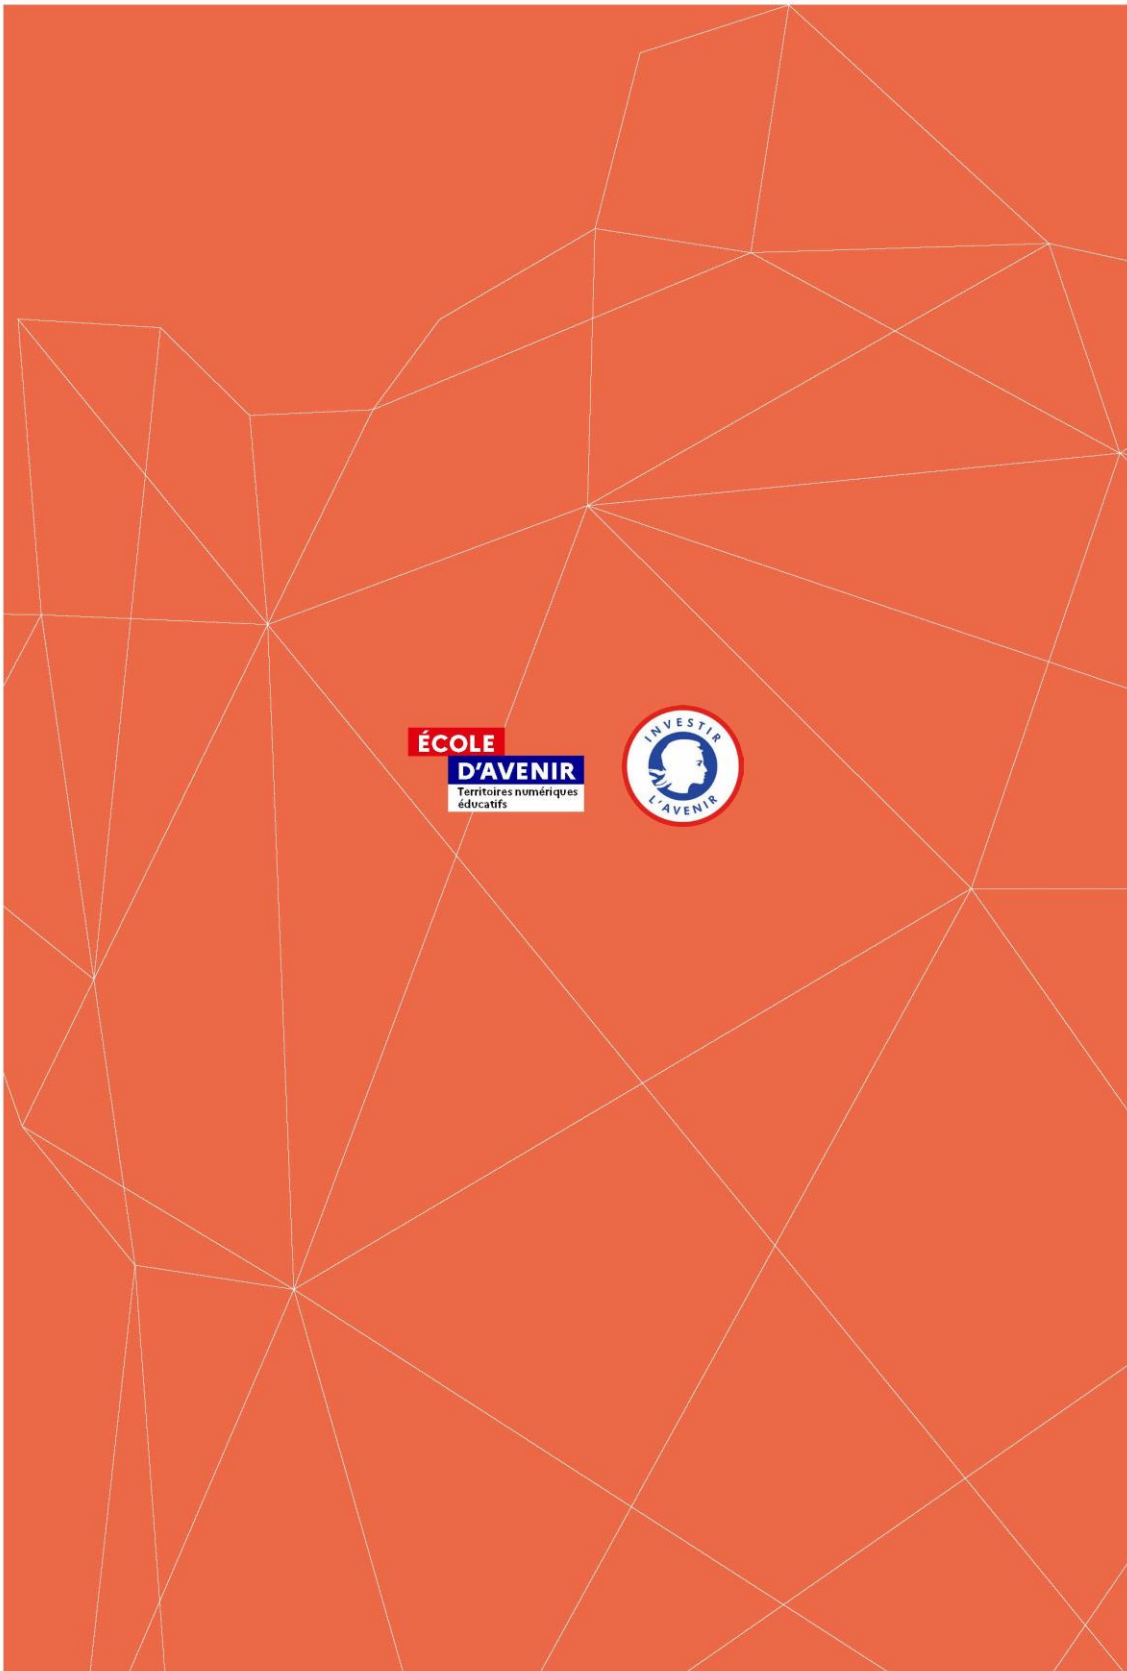 ÉCOLE
D'AVENIR
Territoires numériques
éducatifs
INVESTIR
L'AVENIR